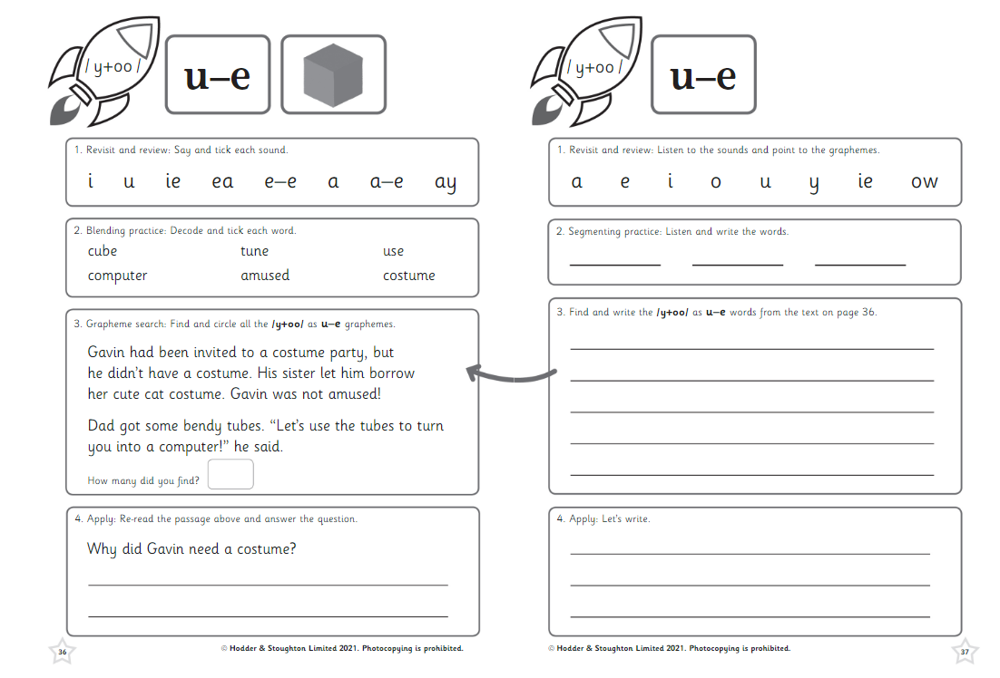 / y+oo /
u–e
1. Revisit and review: Say and tick each sound.
i u ie ea e–e a a–e ay
2. Blending practice: Decode and tick each word.
cube tune use
computer amused costume
3. Grapheme search: Find and circle all the /y+oo/ as u–e graphemes.
Gavin had been invited to a costume party, but
he didn't have a costume. His sister let him borrow
her cute cat costume. Gavin was not amused!
Dad got some bendy tubes. “Let's use the tubes to turn
you into a computer!” he said.
How many did you find?
4. Apply: Re-read the passage above and answer the question.
Why did Gavin need a costume?
36
© Hodder & Stoughton Limited 2021. Photocopying is prohibited.
/ y+oo /
u–e
1. Revisit and review: Listen to the sounds and point to the graphemes.
a e i o u y ie ow
2. Segmenting practice: Listen and write the words.
3. Find and write the /y+oo/ as u–e words from the text on page 36.
4. Apply: Let's write.
© Hodder & Stoughton Limited 2021. Photocopying is prohibited.
37